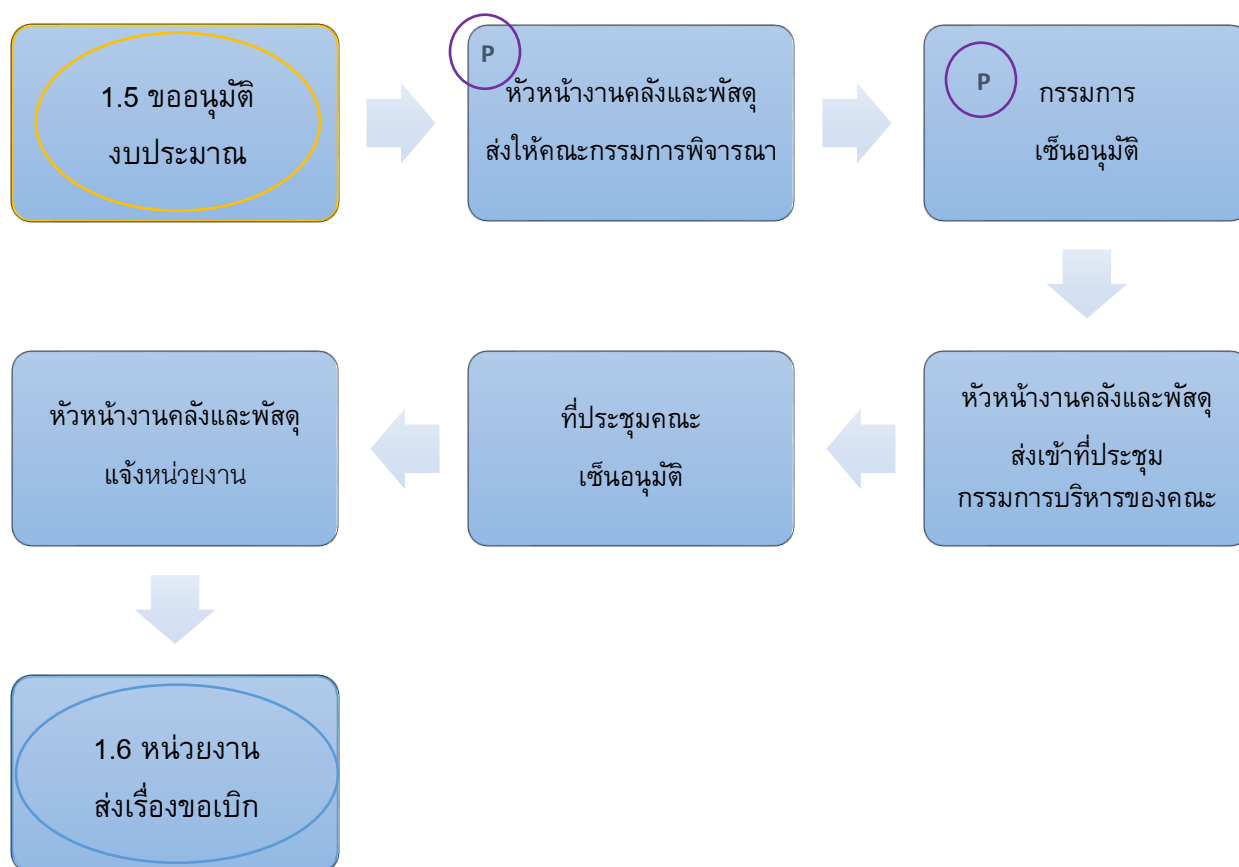 1.5 ขออนุมัติ
งบประมาณ
P
หัวหน้างานคลังและพัสดุ
ส่งให้คณะกรรมการพิจารณา
P
กรรมการ
เซ็นอนุมัติ
หัวหน้างานคลังและพัสดุ
ส่งเข้าที่ประชุม
กรรมการบริหารของคณะ
ที่ประชุมคณะ
เซ็นอนุมัติ
หัวหน้างานคลังและพัสดุ
แจ้งหน่วยงาน
1.6 หน่วยงาน
ส่งเรื่องขอเบิก